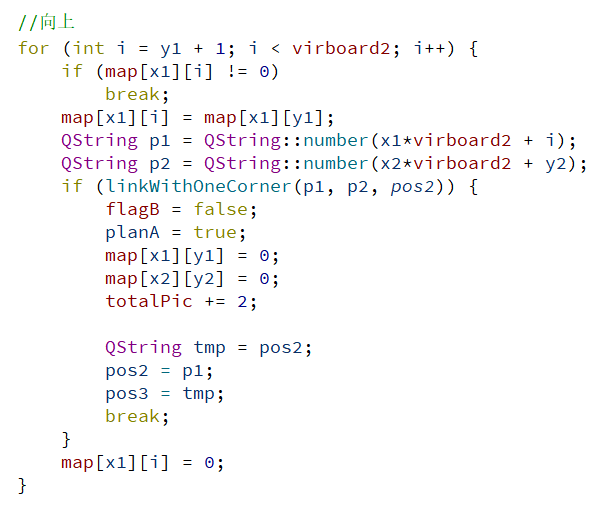 //向上
for (int i = y1 + 1; i < virboard2; i++) {
    if (map[x1][i] != 0)
        break;
    map[x1][i] = map[x1][y1];
    QString p1 = QString::number(x1*virboard2 + i);
    QString p2 = QString::number(x2*virboard2 + y2);
    if (linkWithOneCorner(p1, p2, pos2)) {
        flagB = false;
        planA = true;
        map[x1][y1] = 0;
        map[x2][y2] = 0;
        totalPic += 2;

        QString tmp = pos2;
        pos2 = p1;
        pos3 = tmp;
        break;
    }
    map[x1][i] = 0;
}